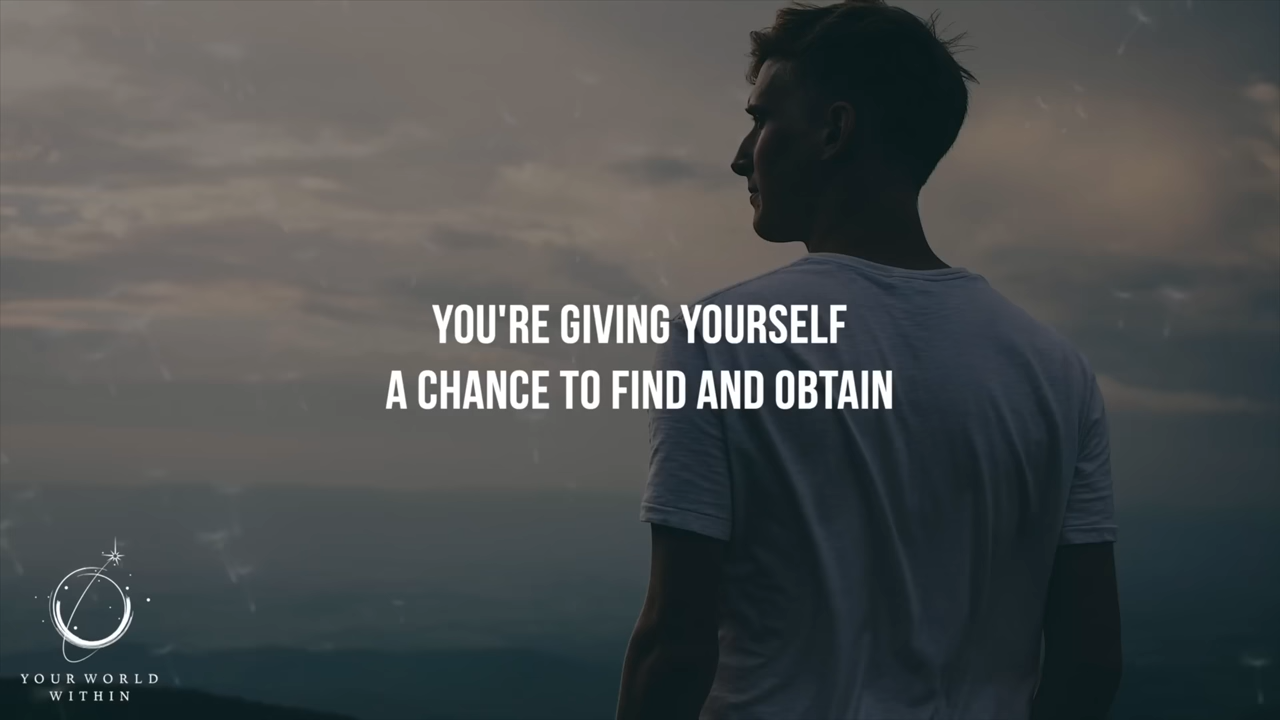 YOU'RE GIVING YOURSELF
A CHANCE TO FIND AND OBTAIN
YOUR WORLD
WITHIN